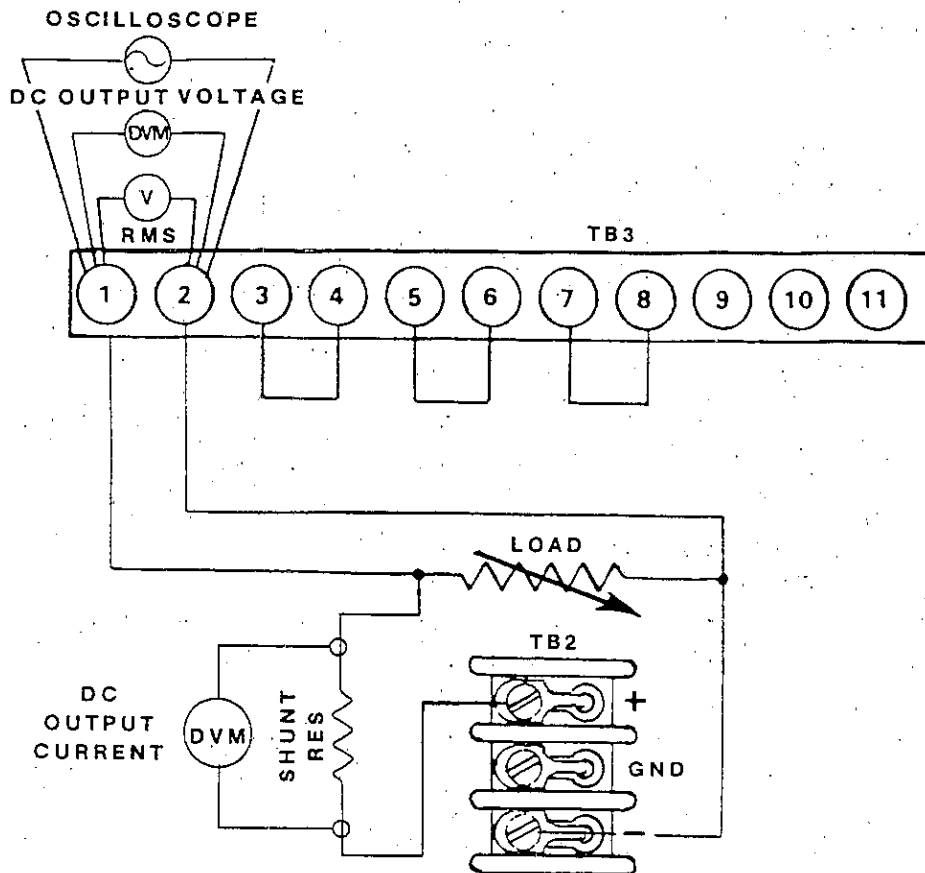 OSCILLOSCOPE
DC OUTPUT VOLTAGE
DVM
V
RMS
TB3
1 2 3 4 5 6 7 8 9 10 11
LOAD
TB2
+
GND
-
DC
OUTPUT
CURRENT
DVM
SHUNT
RES